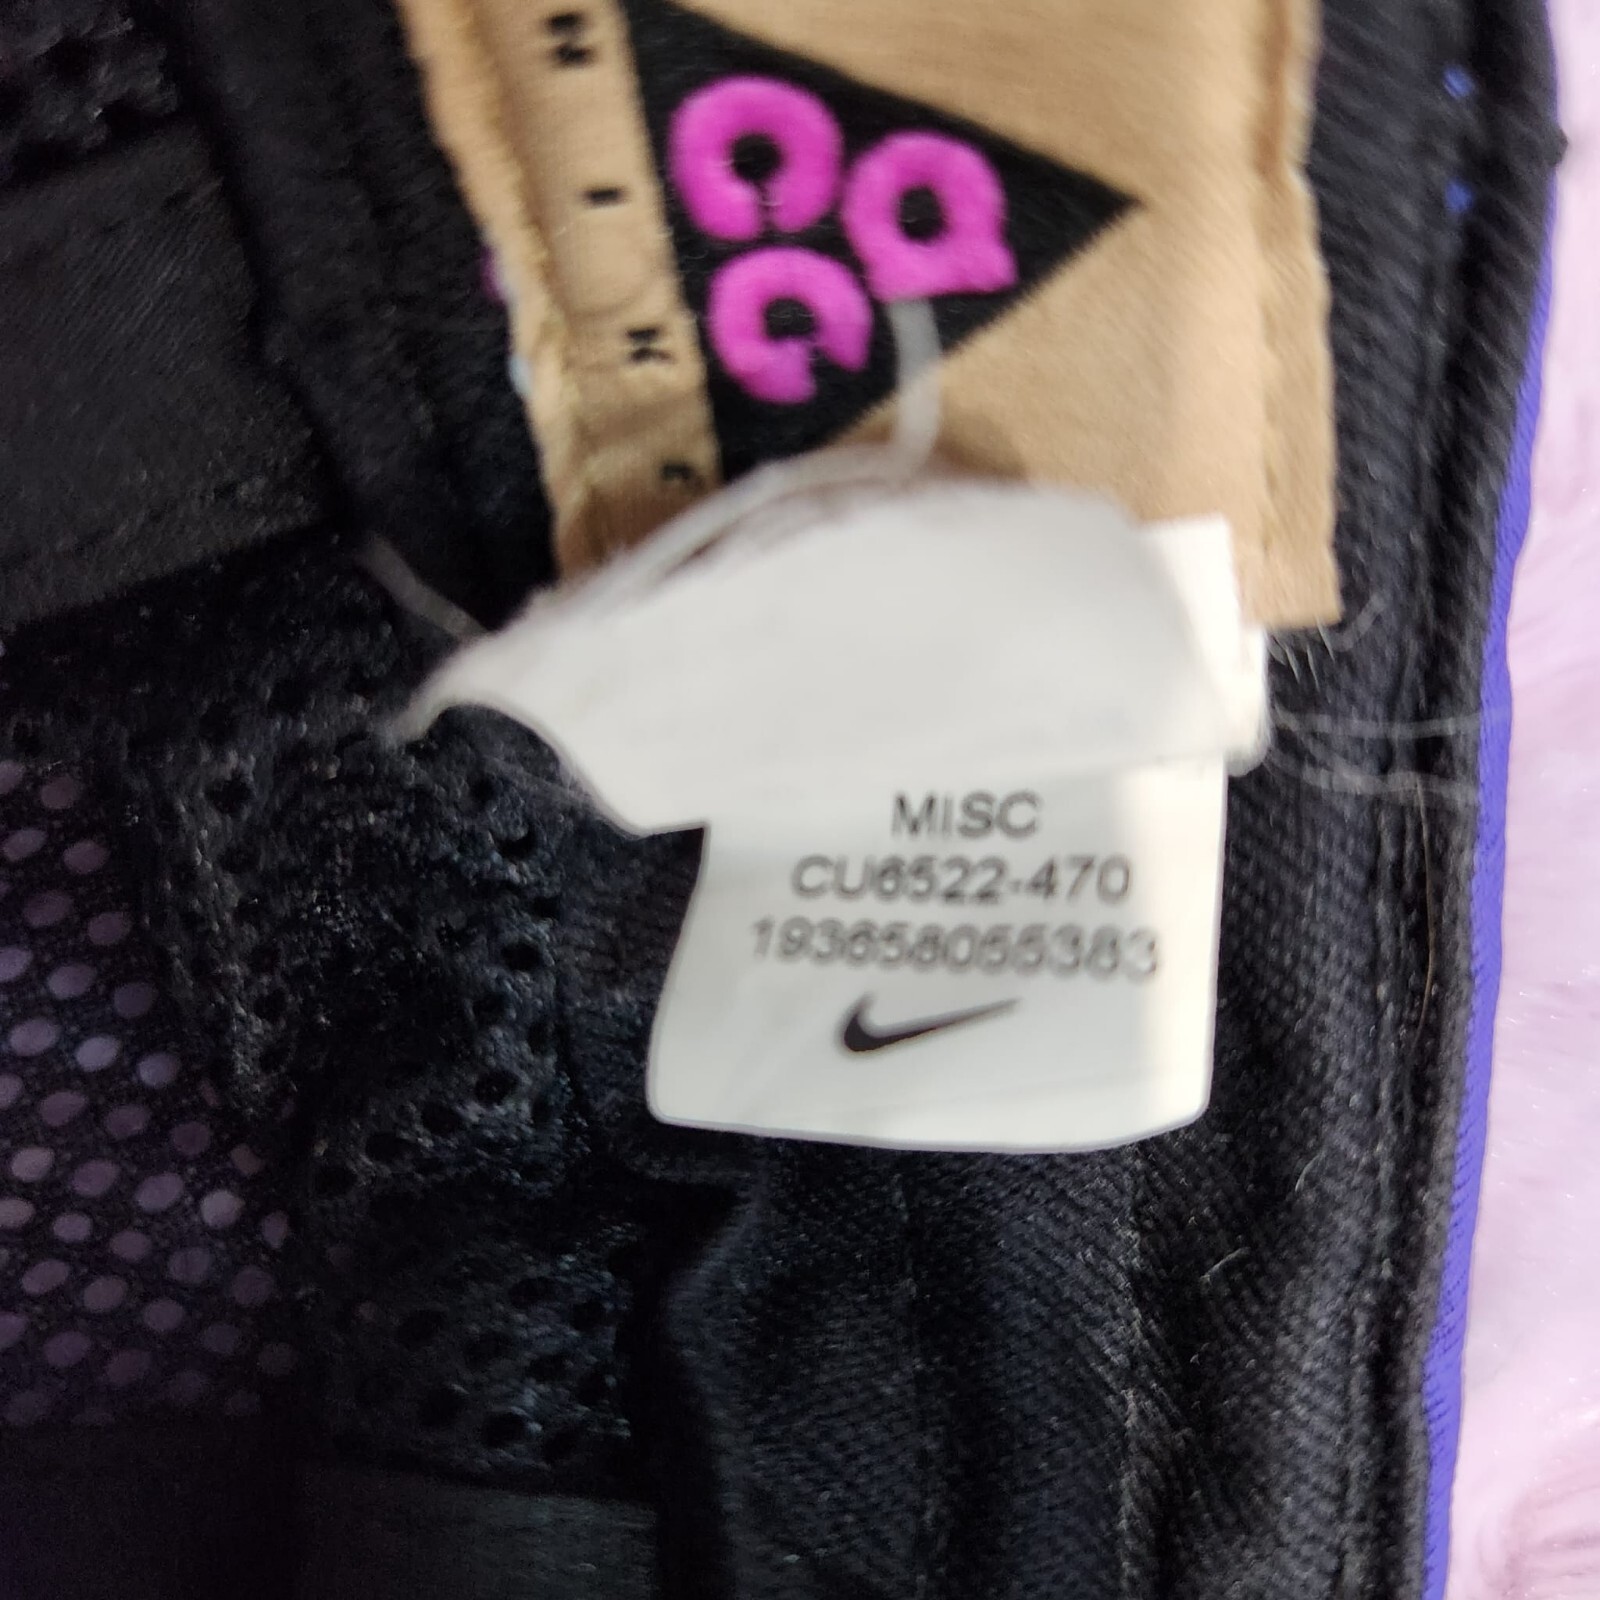 N I K E
ACG
MISC
CU6522-470
193658055383